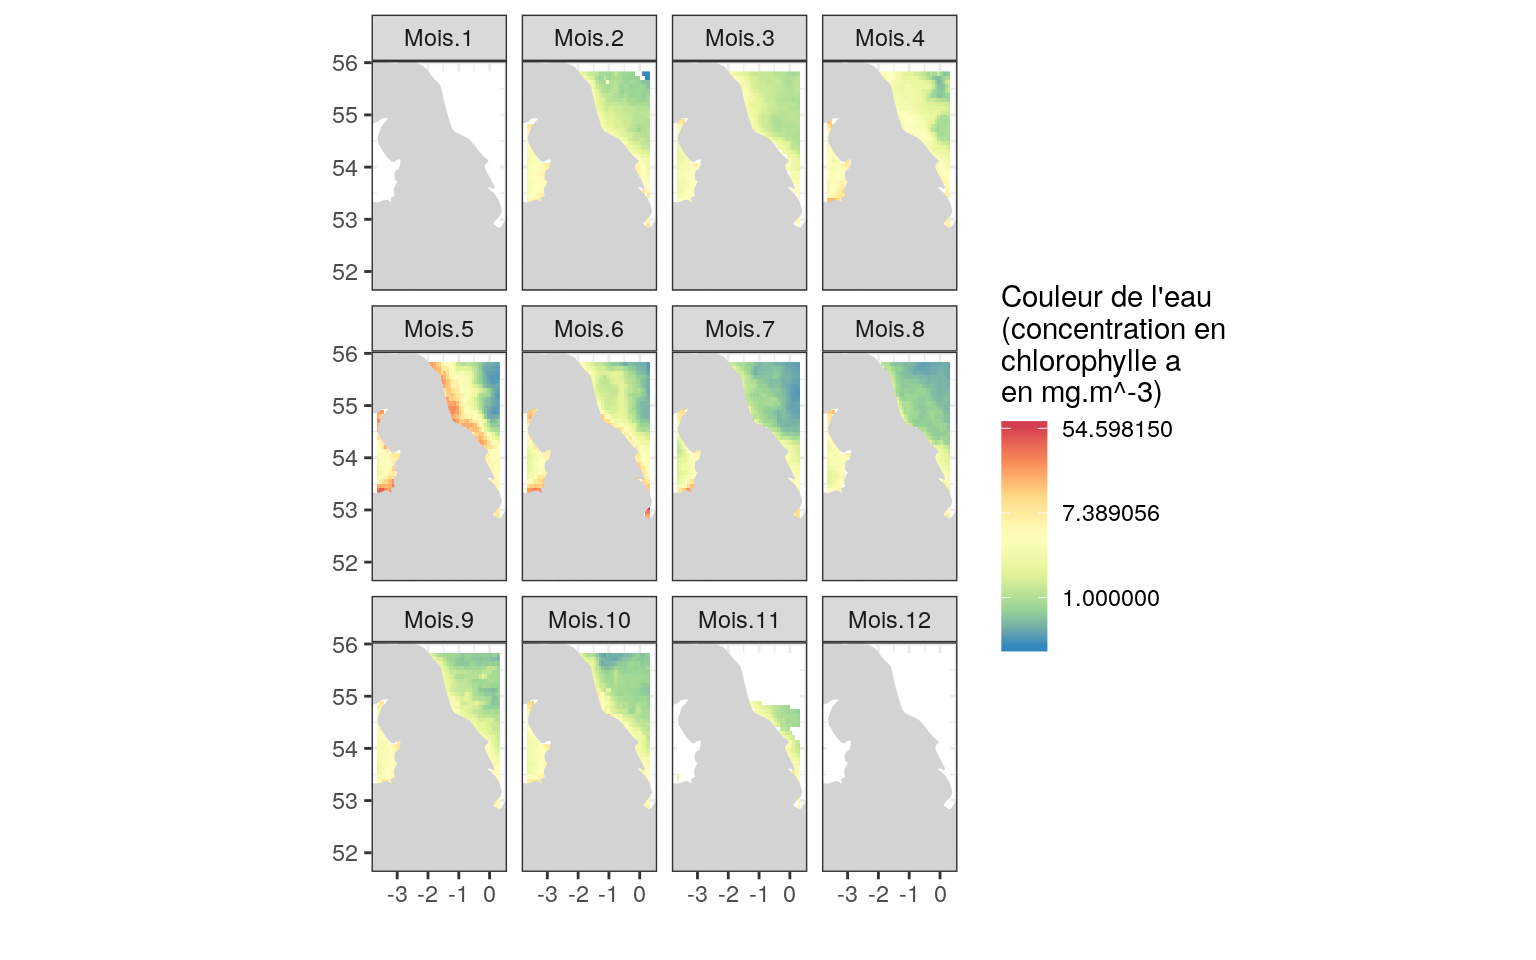 Mois.1 Mois.2 Mois.3 Mois.4
56
55
54
53
52
Mois.5 Mois.6 Mois.7 Mois.8
56
55
54
53
52
Mois.9 Mois.10 Mois.11 Mois.12
56
55
54
53
52
-3 -2 -1 0 -3 -2 -1 0 -3 -2 -1 0 -3 -2 -1 0
Couleur de l'eau
(concentration en
chlorophylle a
en mg.m^-3)
54.598150
7.389056
1.000000